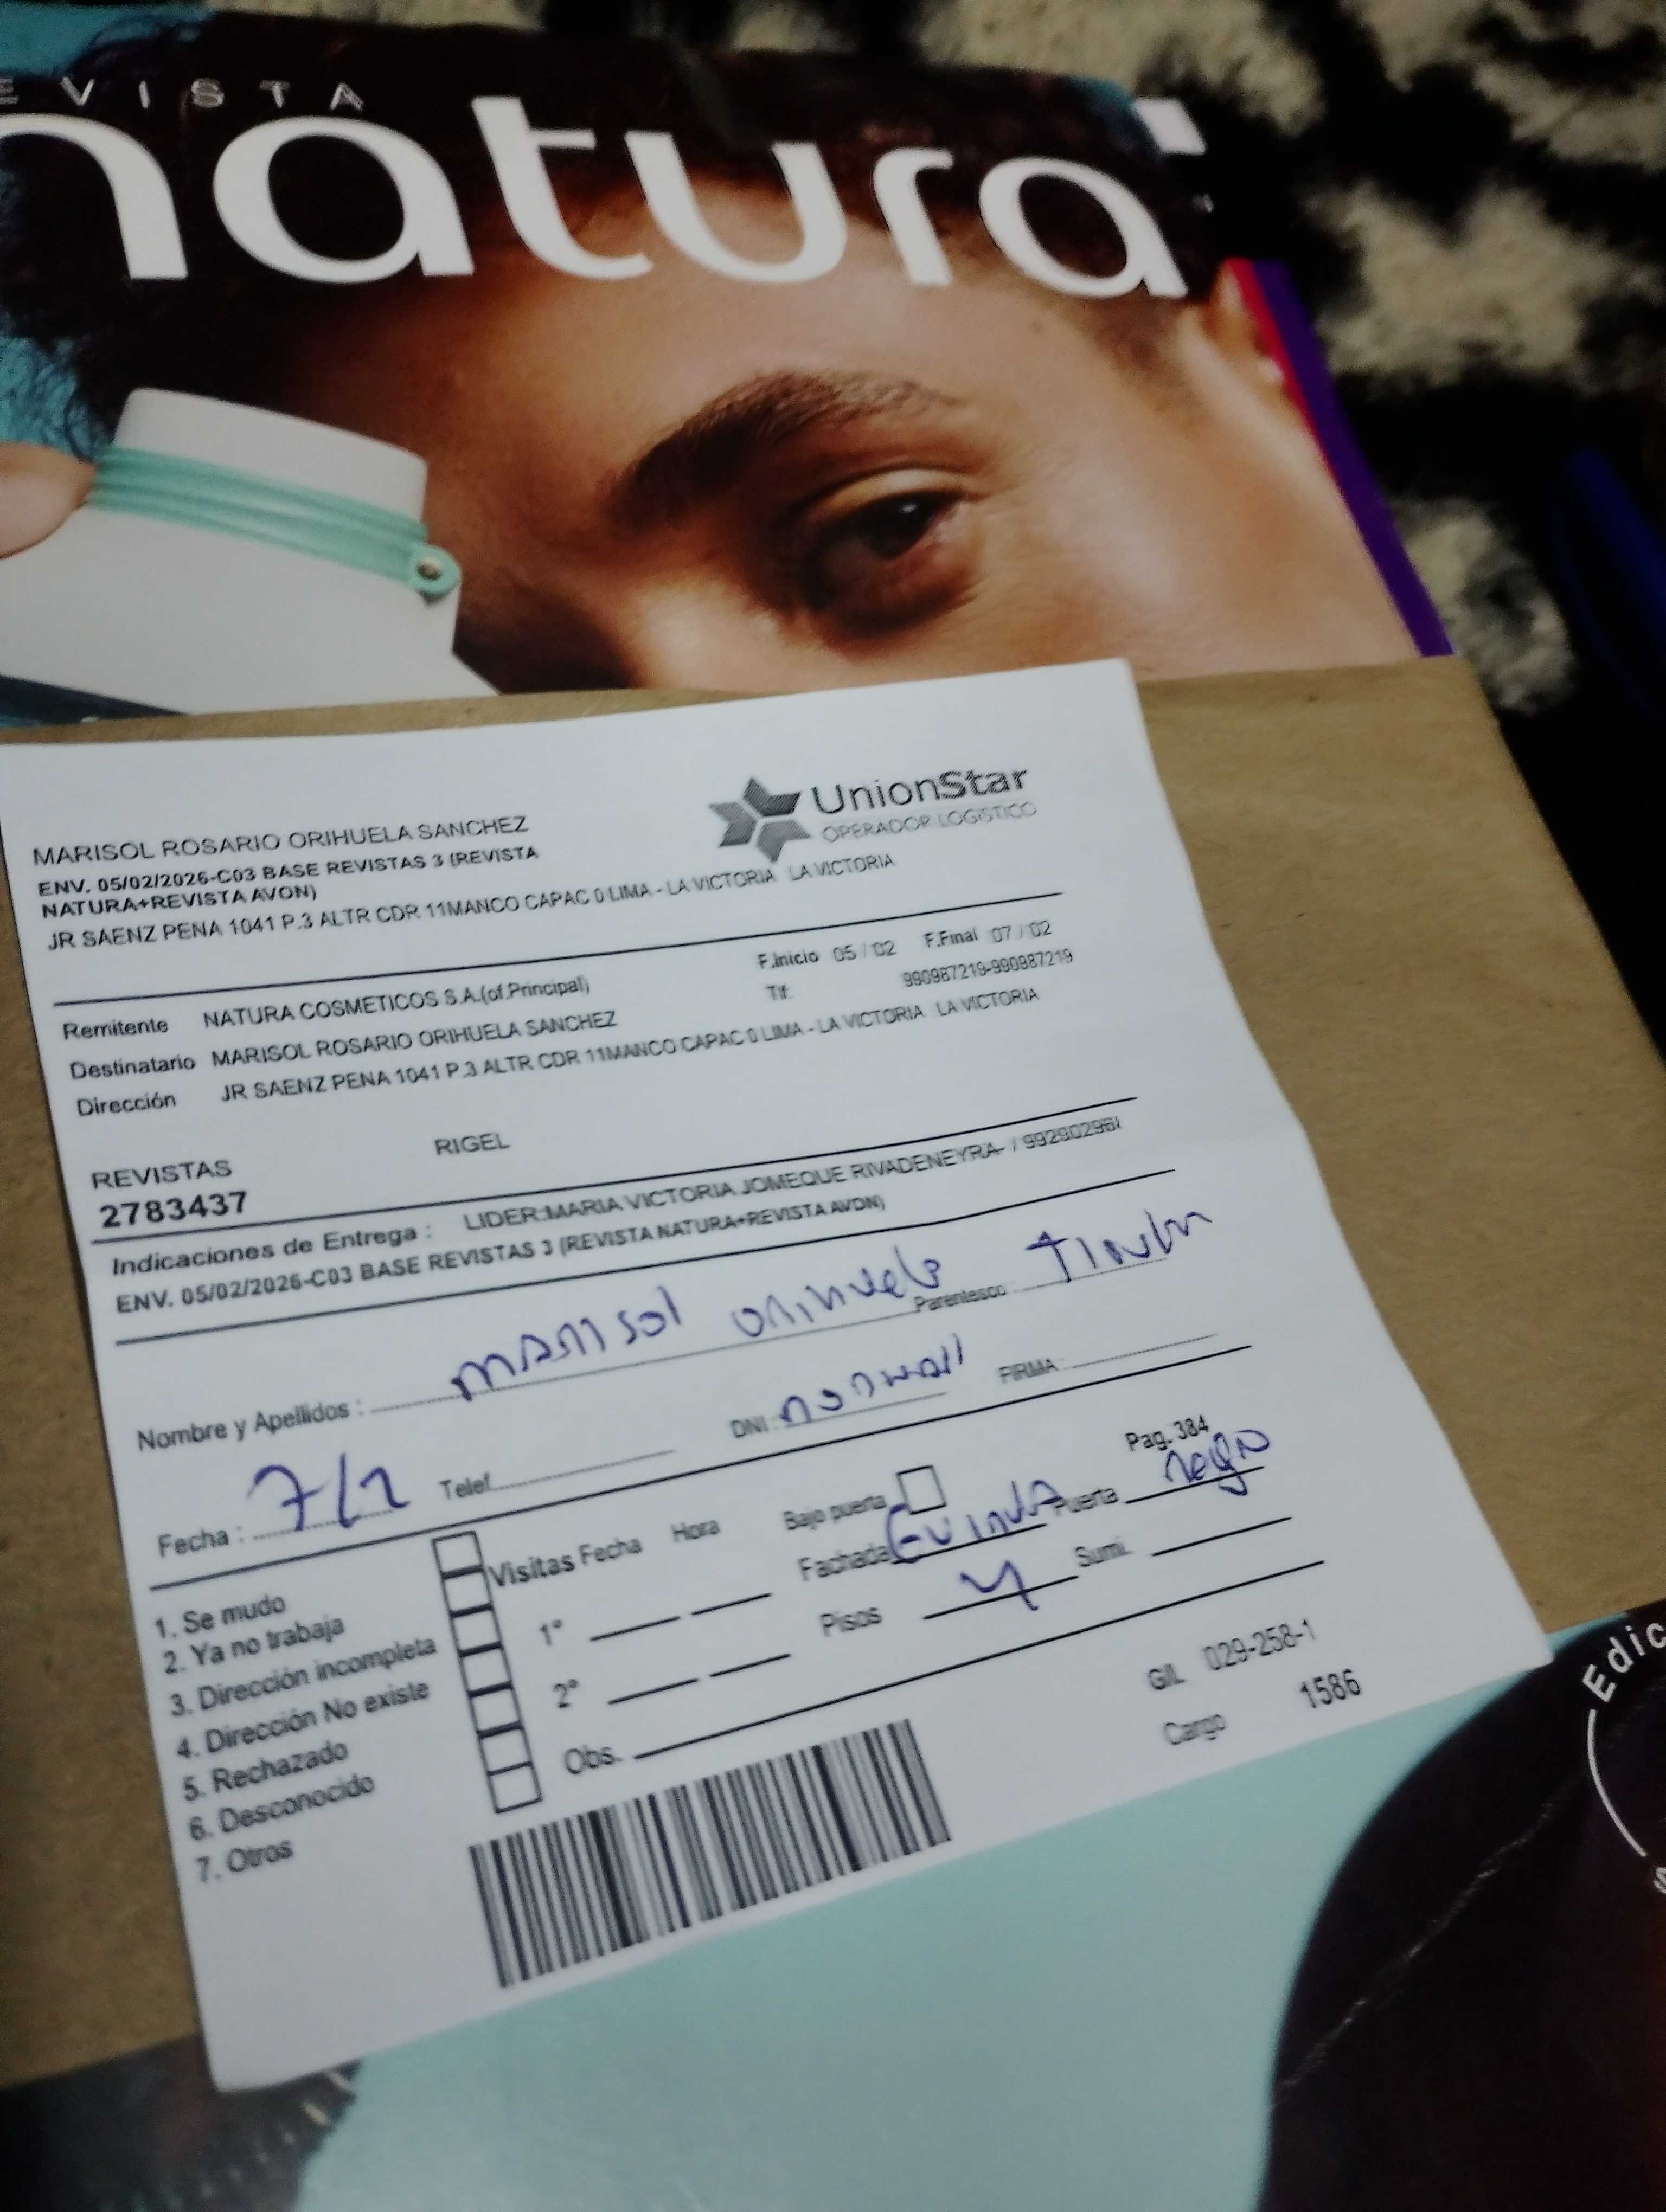 REVISTA
natura
UnionStar
OPERADOR LOGISTICO
MARISOL ROSARIO ORIHUELA SANCHEZ
ENV. 05/02/2026-C03 BASE REVISTAS 3 (REVISTA
NATURA+REVISTA AVON)
JR SAENZ PENA 1041 P.3 ALTR CDR 11MANCO CAPAC 0 LIMA - LA VICTORIA LA VICTORIA
F.Inicio 05 / 02 F.Final 07 / 02
Remitente NATURA COSMETICOS S.A.(of.Principal)
Tlf: 990987219-990987219
Destinatario MARISOL ROSARIO ORIHUELA SANCHEZ
Dirección JR SAENZ PENA 1041 P.3 ALTR CDR 11MANCO CAPAC 0 LIMA - LA VICTORIA LA VICTORIA
REVISTAS RIGEL
2783437
Indicaciones de Entrega : LIDER:MARIA VICTORIA JOMEQUE RIVADENEYRA- /
ENV. 05/02/2026-C03 BASE REVISTAS 3 (REVISTA NATURA+REVISTA AVON)
Nombre y Apellidos : MARISOL ORIHUELA Parentesco
Fecha : 7/2 Telef. DNI: FIRMA :
Pag. 384
1. Se mudo
2. Ya no trabaja
3. Dirección incompleta
4. Dirección No existe
5. Rechazado
6. Desconocido
7. Otros
Visitas Fecha Hora
1°
2°
Obs.
Bajo puerta
Fachada Puerta negro
Pisos 4 Sumi.
G/L 029-258-1
Cargo 1586
Edic